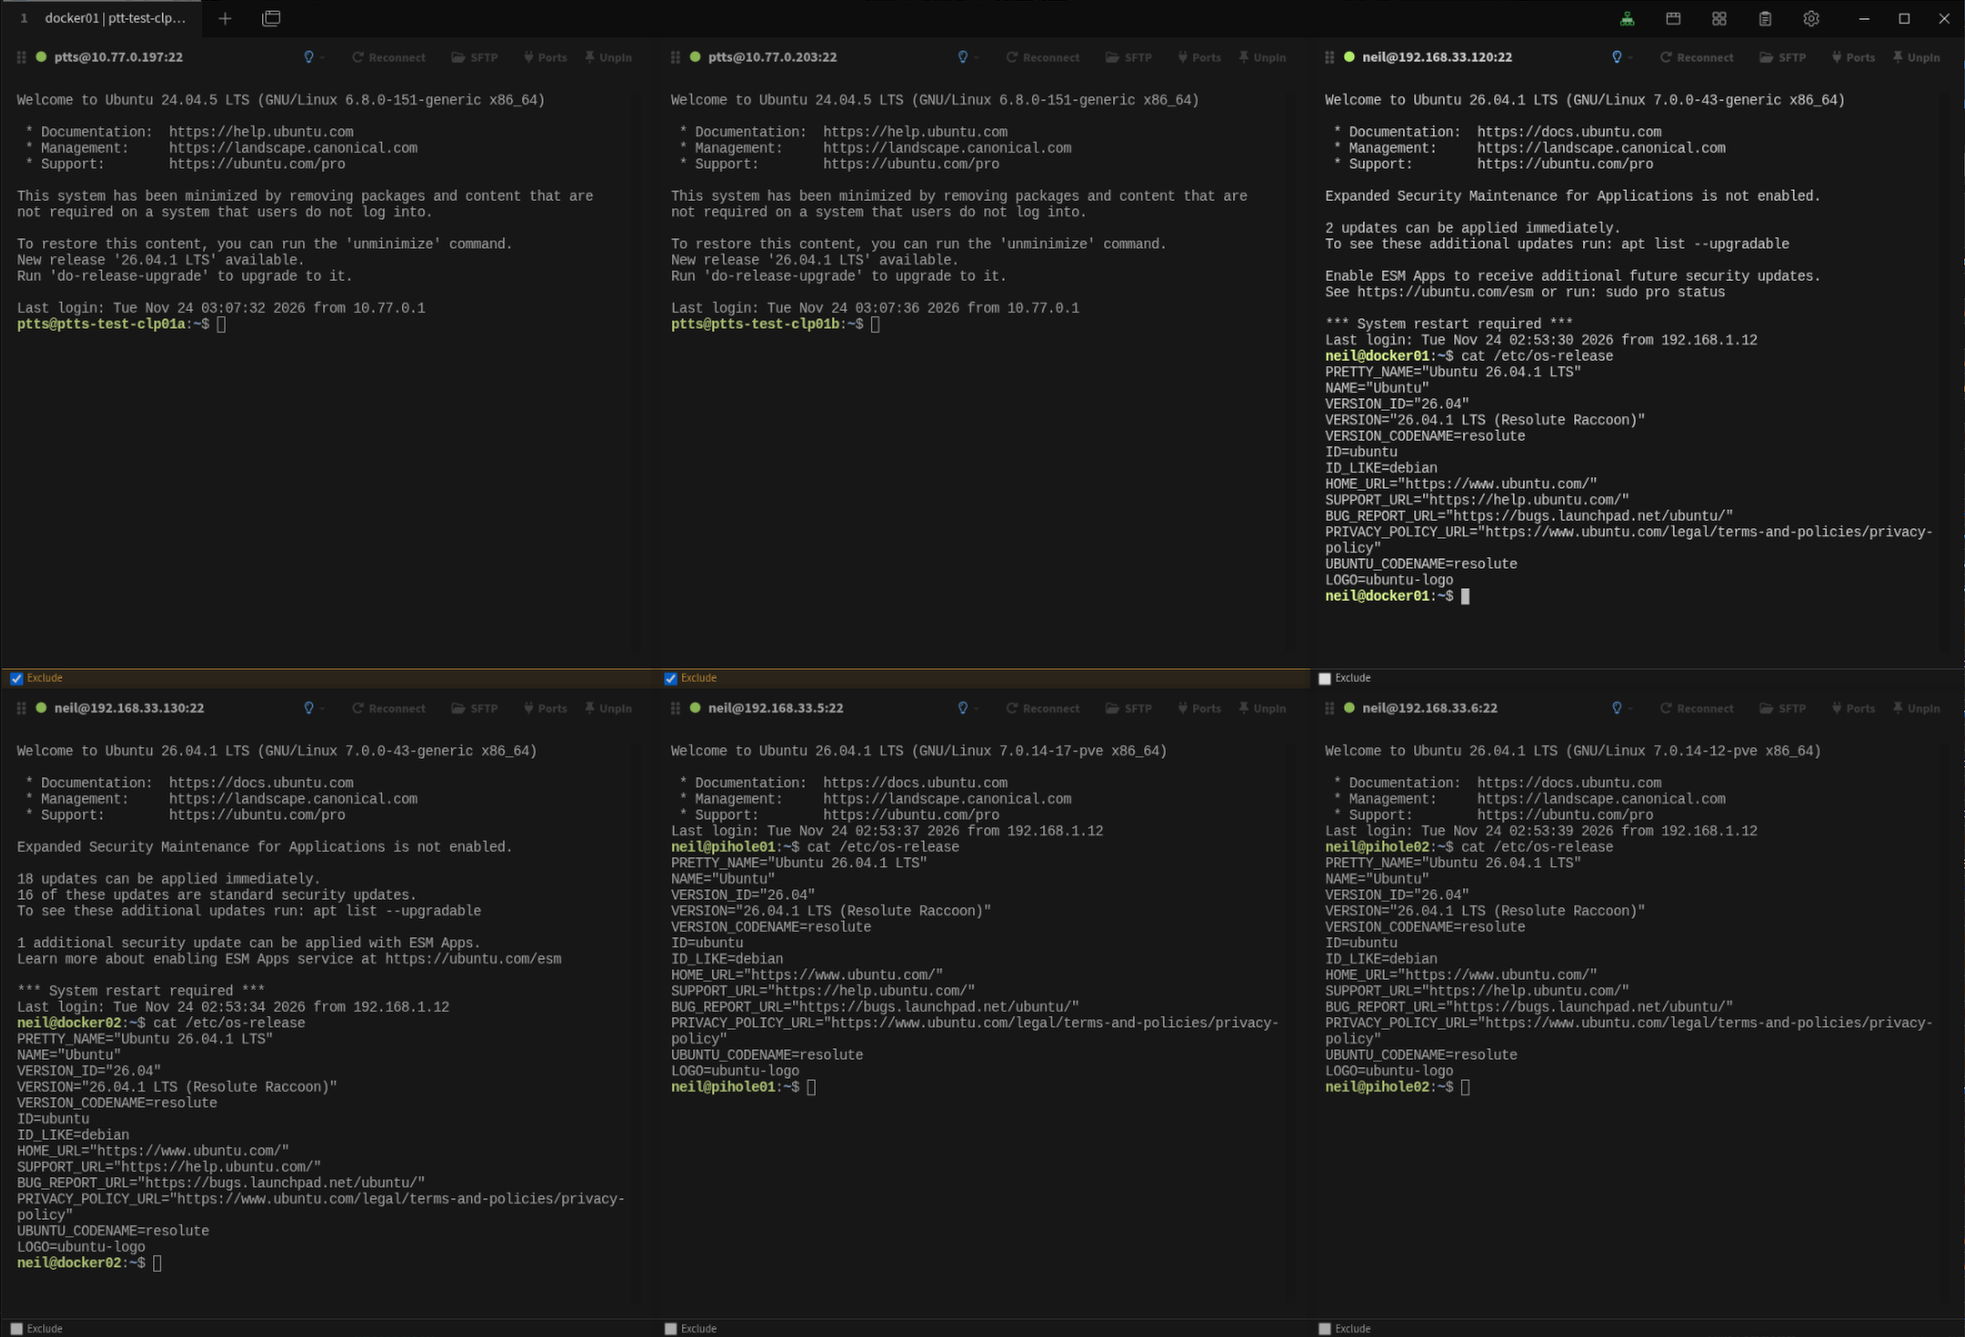 1 docker01 | ptt-test-clp...
ptts@10.77.0.197:22 Reconnect SFTP Ports Unpin
Welcome to Ubuntu 24.04.5 LTS (GNU/Linux 6.8.0-151-generic x86_64)
* Documentation: https://help.ubuntu.com
* Management: https://landscape.canonical.com
* Support: https://ubuntu.com/pro
This system has been minimized by removing packages and content that are
not required on a system that users do not log into.
To restore this content, you can run the 'unminimize' command.
New release '26.04.1 LTS' available.
Run 'do-release-upgrade' to upgrade to it.
Last login: Tue Nov 24 03:07:32 2026 from 10.77.0.1
ptts@ptts-test-clp01a:~$
Exclude
ptts@10.77.0.203:22 Reconnect SFTP Ports Unpin
Welcome to Ubuntu 24.04.5 LTS (GNU/Linux 6.8.0-151-generic x86_64)
* Documentation: https://help.ubuntu.com
* Management: https://landscape.canonical.com
* Support: https://ubuntu.com/pro
This system has been minimized by removing packages and content that are
not required on a system that users do not log into.
To restore this content, you can run the 'unminimize' command.
New release '26.04.1 LTS' available.
Run 'do-release-upgrade' to upgrade to it.
Last login: Tue Nov 24 03:07:36 2026 from 10.77.0.1
ptts@ptts-test-clp01b:~$
Exclude
neil@192.168.33.120:22 Reconnect SFTP Ports Unpin
Welcome to Ubuntu 26.04.1 LTS (GNU/Linux 7.0.0-43-generic x86_64)
* Documentation: https://docs.ubuntu.com
* Management: https://landscape.canonical.com
* Support: https://ubuntu.com/pro
Expanded Security Maintenance for Applications is not enabled.
2 updates can be applied immediately.
To see these additional updates run: apt list --upgradable
Enable ESM Apps to receive additional future security updates.
See https://ubuntu.com/esm or run: sudo pro status
*** System restart required ***
Last login: Tue Nov 24 02:53:30 2026 from 192.168.1.12
neil@docker01:~$ cat /etc/os-release
PRETTY_NAME="Ubuntu 26.04.1 LTS"
NAME="Ubuntu"
VERSION_ID="26.04"
VERSION="26.04.1 LTS (Resolute Raccoon)"
VERSION_CODENAME=resolute
ID=ubuntu
ID_LIKE=debian
HOME_URL="https://www.ubuntu.com/"
SUPPORT_URL="https://help.ubuntu.com/"
BUG_REPORT_URL="https://bugs.launchpad.net/ubuntu/"
PRIVACY_POLICY_URL="https://www.ubuntu.com/legal/terms-and-policies/privacy-
policy"
UBUNTU_CODENAME=resolute
LOGO=ubuntu-logo
neil@docker01:~$
Exclude
neil@192.168.33.130:22 Reconnect SFTP Ports Unpin
Welcome to Ubuntu 26.04.1 LTS (GNU/Linux 7.0.0-43-generic x86_64)
* Documentation: https://docs.ubuntu.com
* Management: https://landscape.canonical.com
* Support: https://ubuntu.com/pro
Expanded Security Maintenance for Applications is not enabled.
18 updates can be applied immediately.
16 of these updates are standard security updates.
To see these additional updates run: apt list --upgradable
1 additional security update can be applied with ESM Apps.
Learn more about enabling ESM Apps service at https://ubuntu.com/esm
*** System restart required ***
Last login: Tue Nov 24 02:53:34 2026 from 192.168.1.12
neil@docker02:~$ cat /etc/os-release
PRETTY_NAME="Ubuntu 26.04.1 LTS"
NAME="Ubuntu"
VERSION_ID="26.04"
VERSION="26.04.1 LTS (Resolute Raccoon)"
VERSION_CODENAME=resolute
ID=ubuntu
ID_LIKE=debian
HOME_URL="https://www.ubuntu.com/"
SUPPORT_URL="https://help.ubuntu.com/"
BUG_REPORT_URL="https://bugs.launchpad.net/ubuntu/"
PRIVACY_POLICY_URL="https://www.ubuntu.com/legal/terms-and-policies/privacy-
policy"
UBUNTU_CODENAME=resolute
LOGO=ubuntu-logo
neil@docker02:~$
Exclude
neil@192.168.33.5:22 Reconnect SFTP Ports Unpin
Welcome to Ubuntu 26.04.1 LTS (GNU/Linux 7.0.14-17-pve x86_64)
* Documentation: https://docs.ubuntu.com
* Management: https://landscape.canonical.com
* Support: https://ubuntu.com/pro
Last login: Tue Nov 24 02:53:37 2026 from 192.168.1.12
neil@pihole01:~$ cat /etc/os-release
PRETTY_NAME="Ubuntu 26.04.1 LTS"
NAME="Ubuntu"
VERSION_ID="26.04"
VERSION="26.04.1 LTS (Resolute Raccoon)"
VERSION_CODENAME=resolute
ID=ubuntu
ID_LIKE=debian
HOME_URL="https://www.ubuntu.com/"
SUPPORT_URL="https://help.ubuntu.com/"
BUG_REPORT_URL="https://bugs.launchpad.net/ubuntu/"
PRIVACY_POLICY_URL="https://www.ubuntu.com/legal/terms-and-policies/privacy-
policy"
UBUNTU_CODENAME=resolute
LOGO=ubuntu-logo
neil@pihole01:~$
Exclude
neil@192.168.33.6:22 Reconnect SFTP Ports Unpin
Welcome to Ubuntu 26.04.1 LTS (GNU/Linux 7.0.14-12-pve x86_64)
* Documentation: https://docs.ubuntu.com
* Management: https://landscape.canonical.com
* Support: https://ubuntu.com/pro
Last login: Tue Nov 24 02:53:39 2026 from 192.168.1.12
neil@pihole02:~$ cat /etc/os-release
PRETTY_NAME="Ubuntu 26.04.1 LTS"
NAME="Ubuntu"
VERSION_ID="26.04"
VERSION="26.04.1 LTS (Resolute Raccoon)"
VERSION_CODENAME=resolute
ID=ubuntu
ID_LIKE=debian
HOME_URL="https://www.ubuntu.com/"
SUPPORT_URL="https://help.ubuntu.com/"
BUG_REPORT_URL="https://bugs.launchpad.net/ubuntu/"
PRIVACY_POLICY_URL="https://www.ubuntu.com/legal/terms-and-policies/privacy-
policy"
UBUNTU_CODENAME=resolute
LOGO=ubuntu-logo
neil@pihole02:~$
Exclude